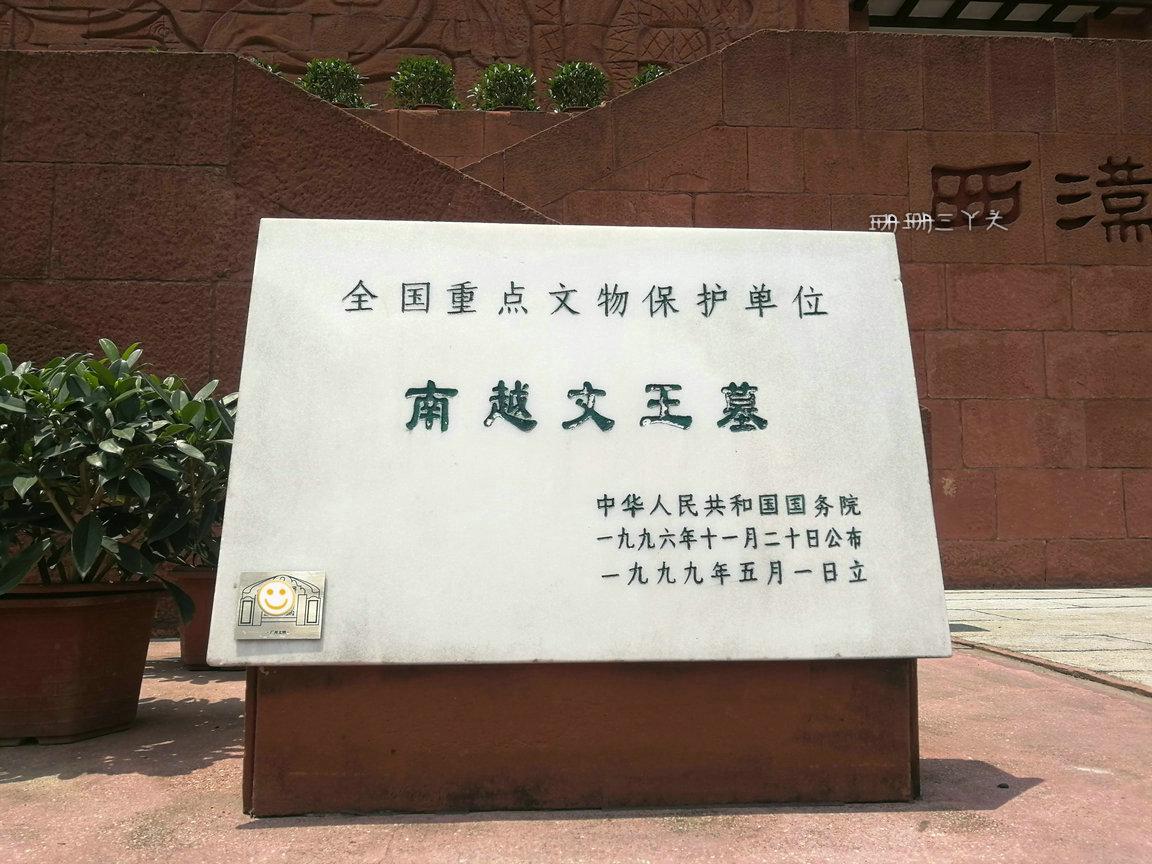 西漢
珊珊三丫头
全国重点文物保护单位
南越文王墓
中华人民共和国国务院
一九九六年十一月二十日公布
一九九九年五月一日立